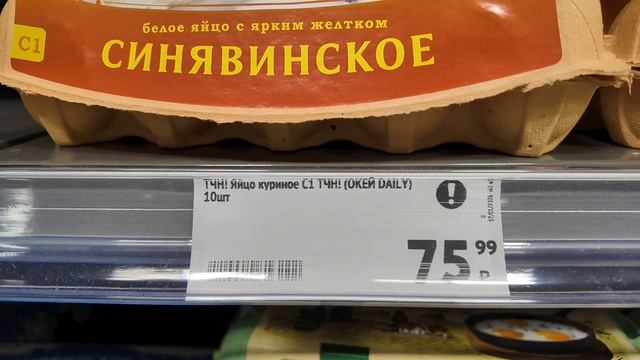 С1
белое яйцо с ярким желтком
СИНЯВИНСКОЕ
ТЧН! Яйцо куриное С1 ТЧН! (ОКЕЙ DAILY)
10шт
75 99
Р